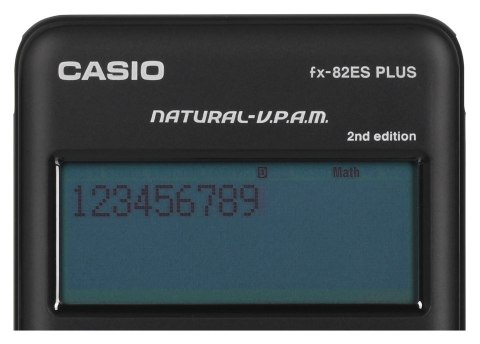 CASIO
fx-82ES PLUS
NATURAL-V.P.A.M.
2nd edition
D Math
123456789